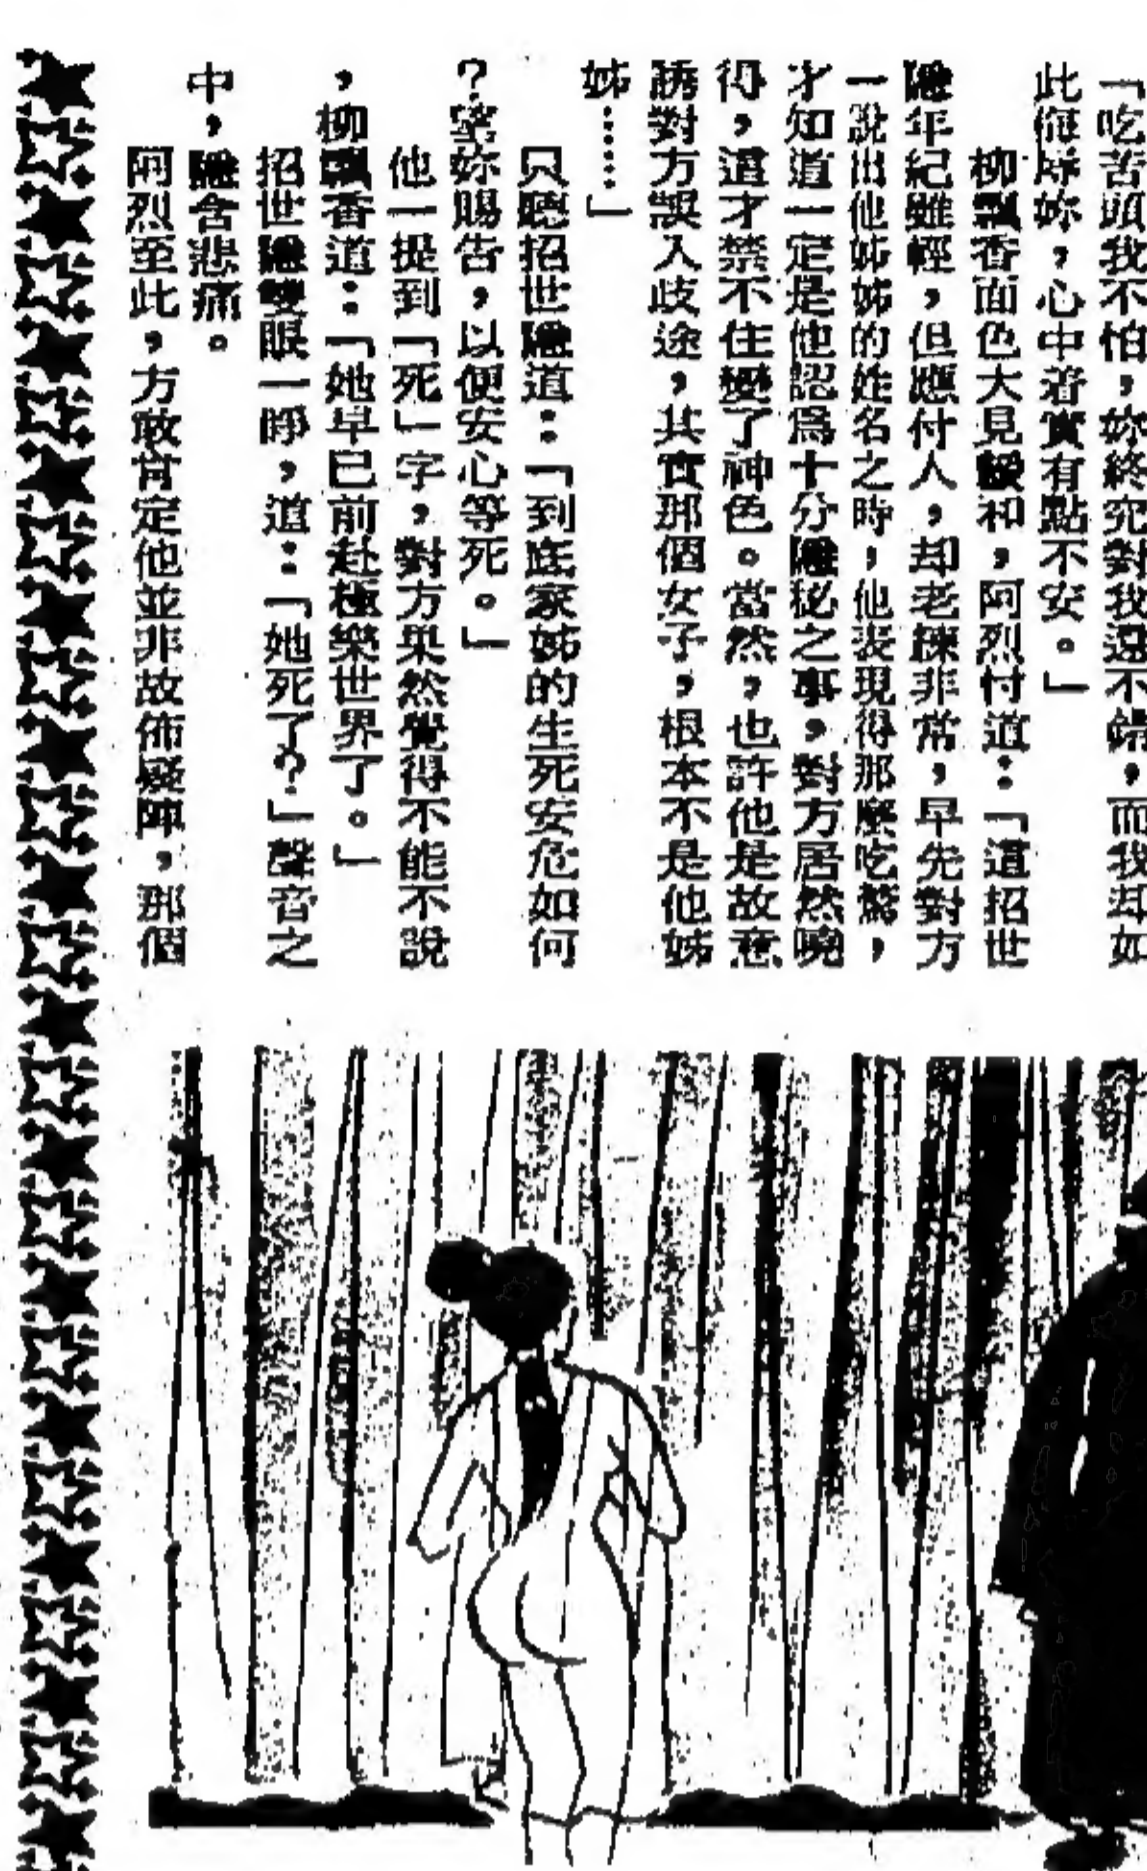 「吃苦頭我不怕，妳終究對我還不錯，而我却如
此侮辱妳，心中着實有點不安。」
柳飄香面色大見緩和，阿烈忖道：「這招世
隱年紀雖輕，但應付人，却老練非常，早先對方
一說出他姊姊的姓名之時，他表現得那麼吃驚，
才知道一定是他認爲十分隱秘之事，對方居然曉
得，這才禁不住變了神色。當然，也許他是故意
誘對方誤入歧途，其實那個女子，根本不是他姊
姊……」
只聽招世隱道：「到底家姊的生死安危如何
？望妳賜告，以便安心等死。」
他一提到「死」字，對方果然覺得不能不說
，柳飄香道：「她早已前赴極樂世界了。」
招世隱雙眼一睜，道：「她死了？」聲音之
中，隱含悲痛。
阿烈至此，方敢肯定他並非故佈疑陣，那個